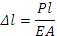 Δl = Pl/EA